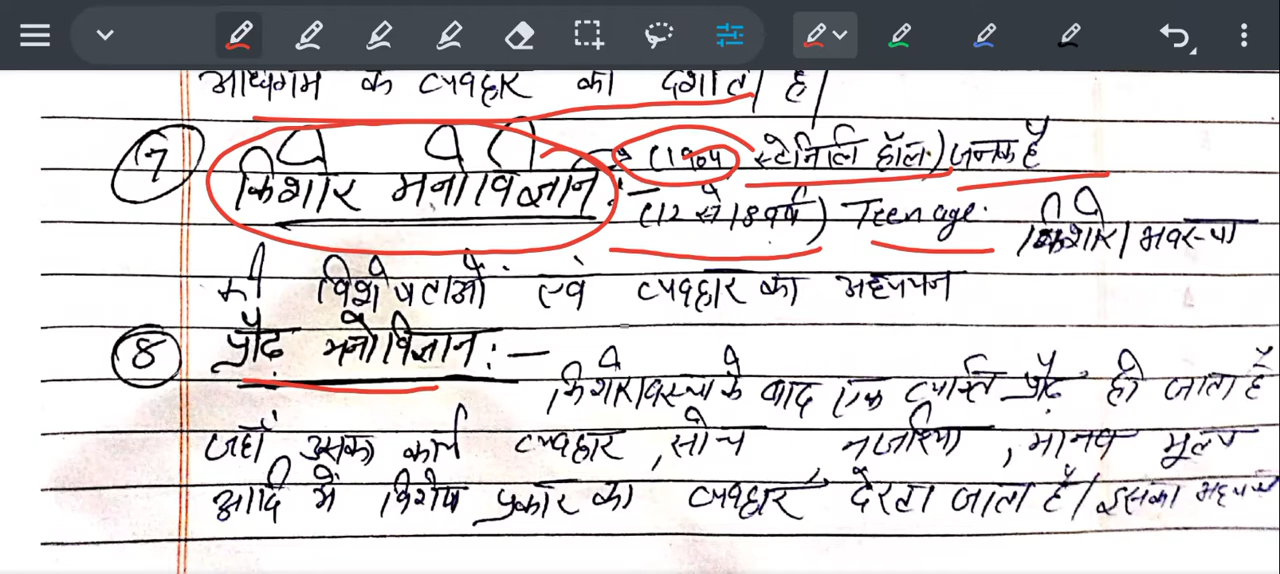 अधिगम के व्यवहार को दर्शाता है।
⑦ किशोर मनोविज्ञान :- (1904 स्टेनलि हॉल) जनक है
(12 से 18 वर्ष) Teenage. किशोरावस्था
की विशेषताओं एवं व्यवहार का अध्ययन
⑧ प्रौढ़ मनोविज्ञान :-
किशोरावस्था के बाद एक व्यक्ति प्रौढ़ हो जाता है
जहाँ उसका कार्य व्यवहार, सोच नजरिया, मानव मूल्य
आदि में विशेष प्रकार का व्यवहार देखा जाता है। इसका अध्ययन